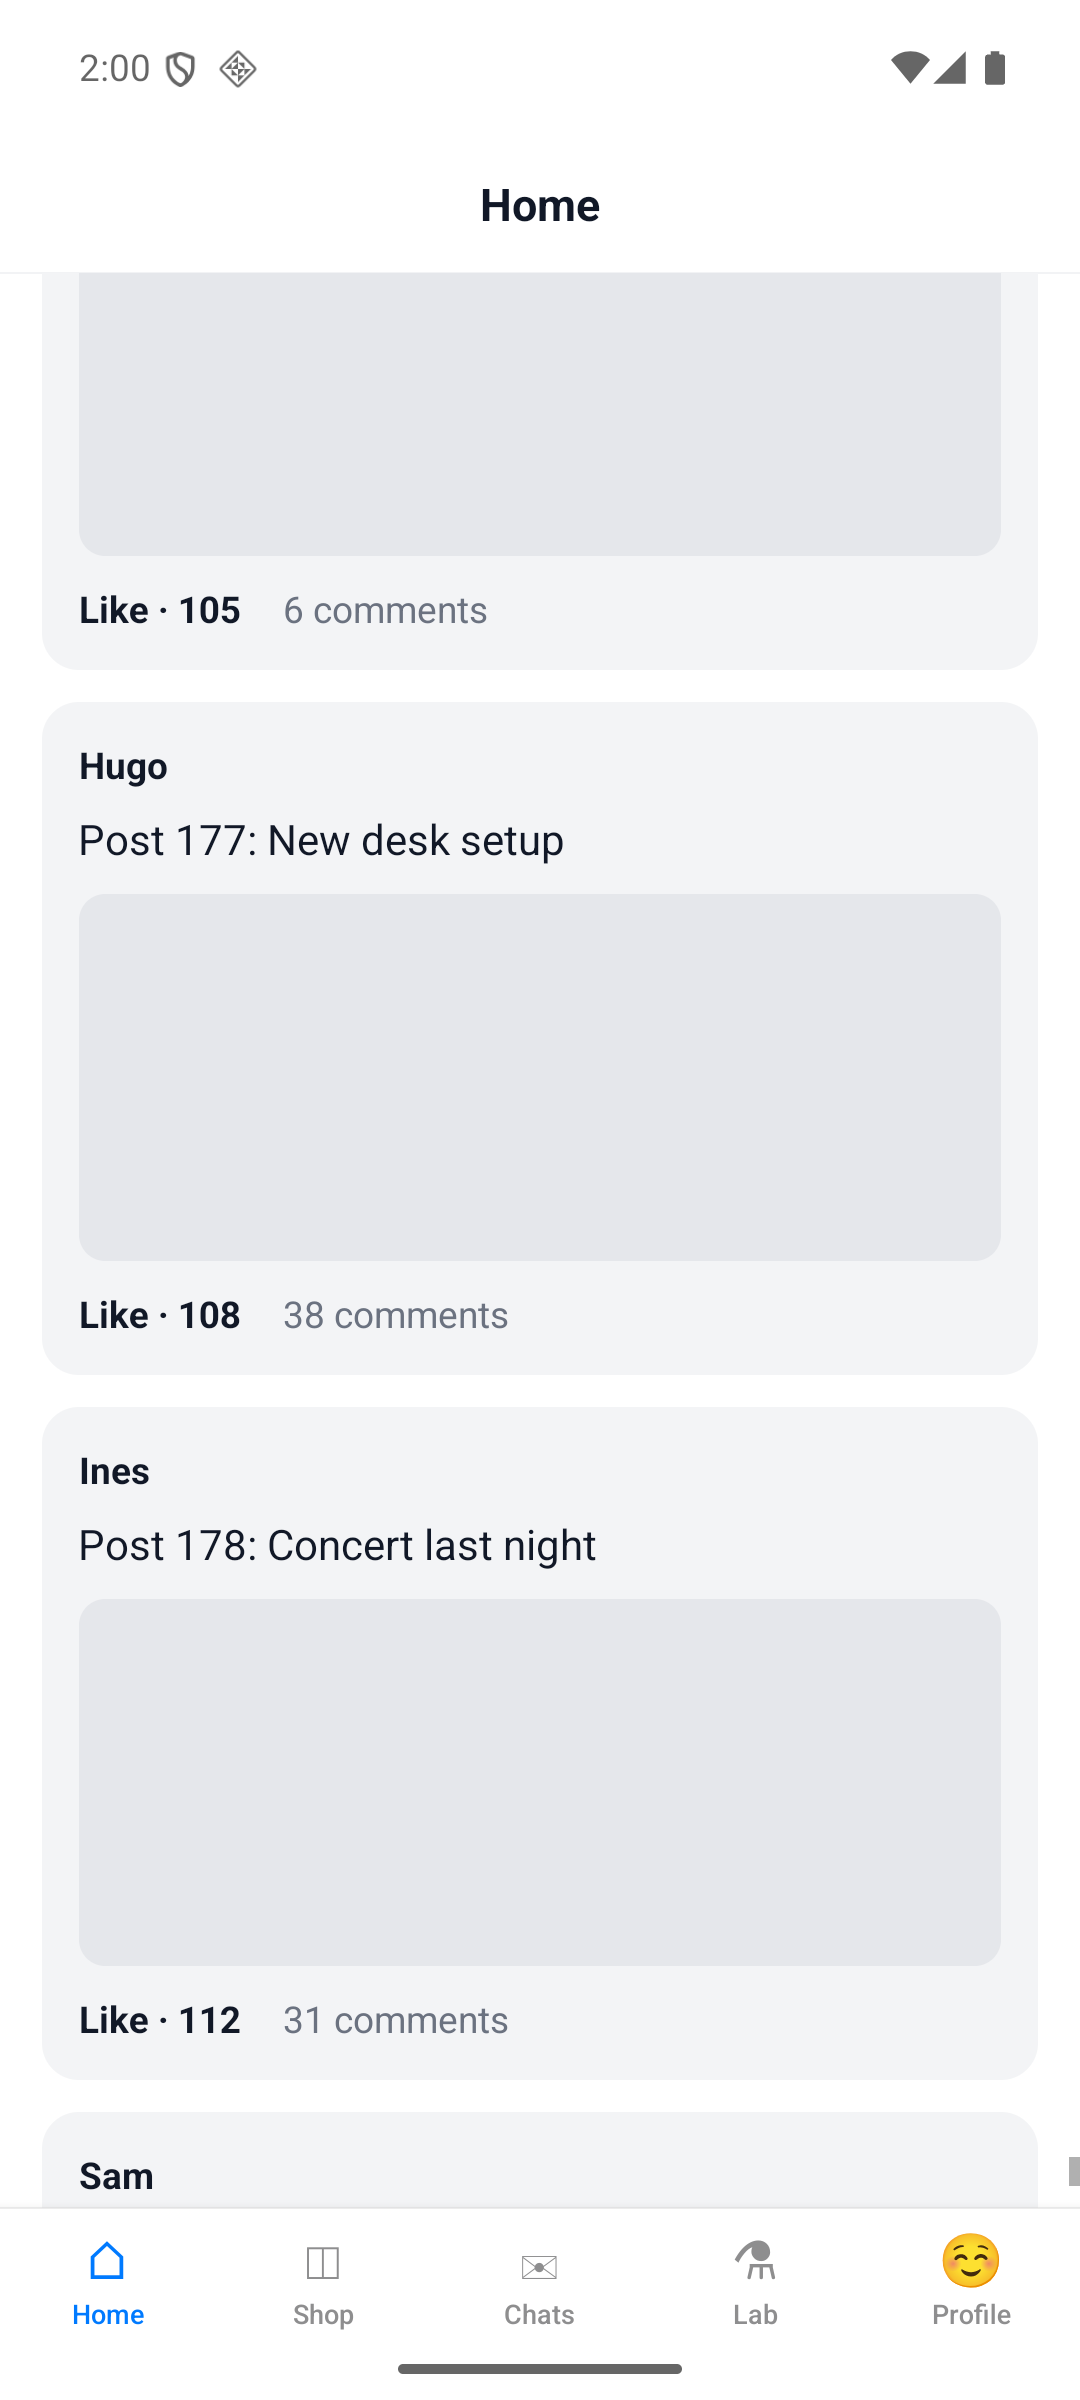 2:00
Home
Like · 105 6 comments
Hugo
Post 177: New desk setup
Like · 108 38 comments
Ines
Post 178: Concert last night
Like · 112 31 comments
Sam
Home Shop Chats Lab Profile